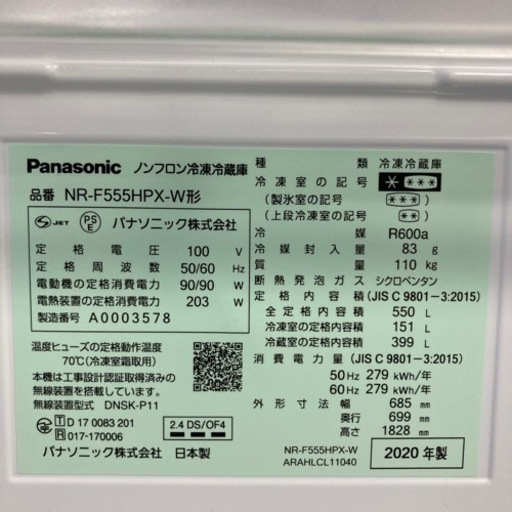 Panasonic ノンフロン冷凍冷蔵庫
品番 NR-F555HPX-W形
S JET PS E パナソニック株式会社
定格電圧 100 V
定格周波数 50/60 Hz
電動機の定格消費電力 90/90 W
電熱装置の定格消費電力 203 W
製造番号 A0003578
温度ヒューズの定格動作温度
70℃(冷凍室霜取用)
本機は工事設計認証取得済みの
無線装置を搭載しています。
無線装置型式 DNSK-P11
T D 17 0083 201
R 017-170006
2.4 DS/OF4
パナソニック株式会社 日本製
種類 冷凍冷蔵庫
冷凍室の記号 * ***
(製氷室の記号) ***
(上段冷凍室の記号) **
冷媒 R600a
冷媒封入量 83 g
質量 110 kg
断熱発泡ガス シクロペンタン
定格内容積 (JIS C 9801-3:2015)
全定格内容積 550 L
冷凍室の定格内容積 151 L
冷蔵室の定格内容積 399 L
消費電力量 (JIS C 9801-3:2015)
50Hz 279 kWh/年
60Hz 279 kWh/年
外形寸法 幅 685 mm
奥行 699 mm
高さ 1828 mm
NR-F555HPX-W
ARAHLCL11040
2020 年製